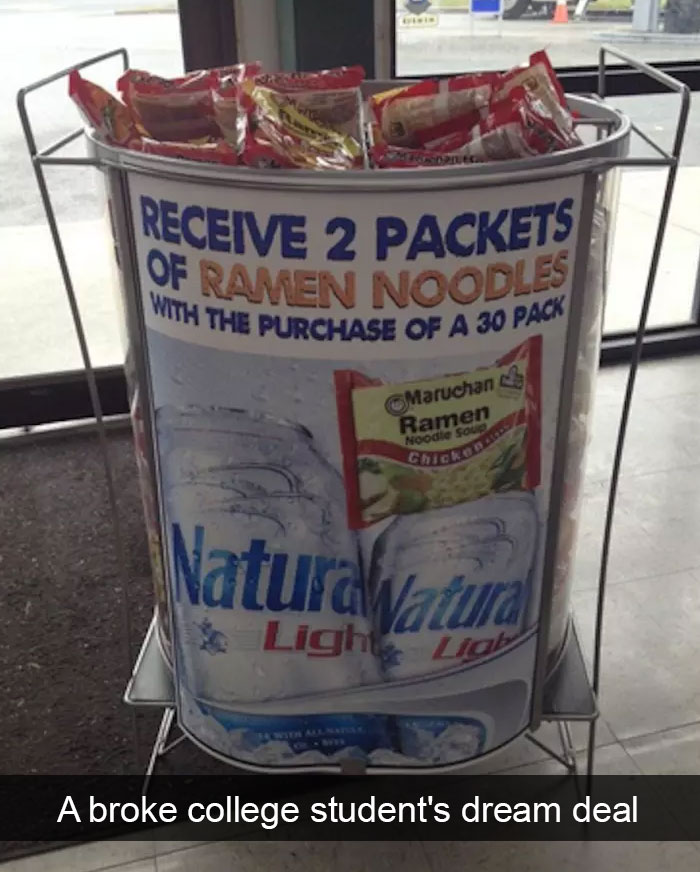 RECEIVE 2 PACKETS
OF RAMEN NOODLES
WITH THE PURCHASE OF A 30 PACK
Maruchan
Ramen
Noodle Soup
Chicken
Natural
Light
Natural
Light
A broke college student's dream deal